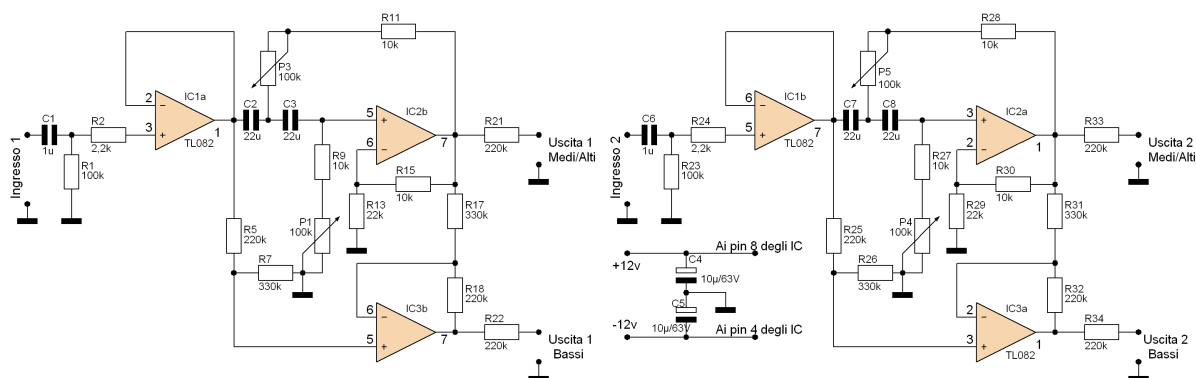 R11
10k
P3
100k
IC1a
2
3
1
TL082
C1
1u
R2
2,2k
R1
100k
Ingresso 1
C2
22u
C3
22u
IC2b
5
6
7
R21
220k
Uscita 1
Medi/Alti
R9
10k
R15
10k
R13
22k
R17
330k
P1
100k
R5
220k
R7
330k
R18
220k
IC3b
6
5
7
R22
220k
Uscita 1
Bassi
R28
10k
P5
100k
IC1b
6
5
7
TL082
C6
1u
R24
2,2k
R23
100k
Ingresso 2
C7
22u
C8
22u
IC2a
3
2
1
R33
220k
Uscita 2
Medi/Alti
R27
10k
R30
10k
R29
22k
R31
330k
P4
100k
R25
220k
R26
330k
R32
220k
IC3a
2
3
1
TL082
R34
220k
Uscita 2
Bassi
Ai pin 8 degli IC
+12v
C4
10µ/63V
C5
10µ/63V
-12v
Ai pin 4 degli IC